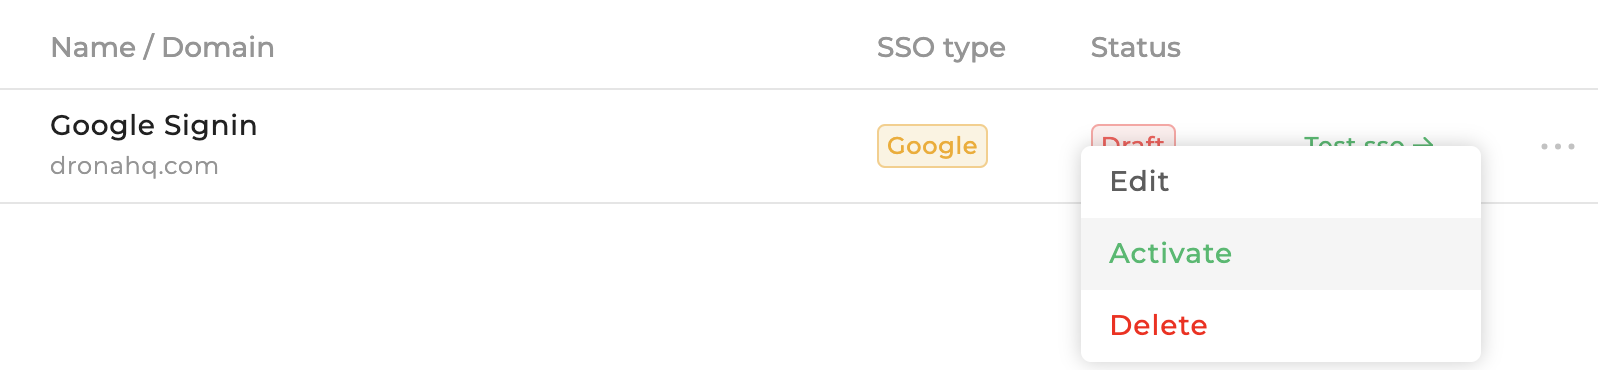 Name / Domain SSO type Status
Google Signin
dronahq.com
Google Draft Test sso →
Edit
Activate
Delete